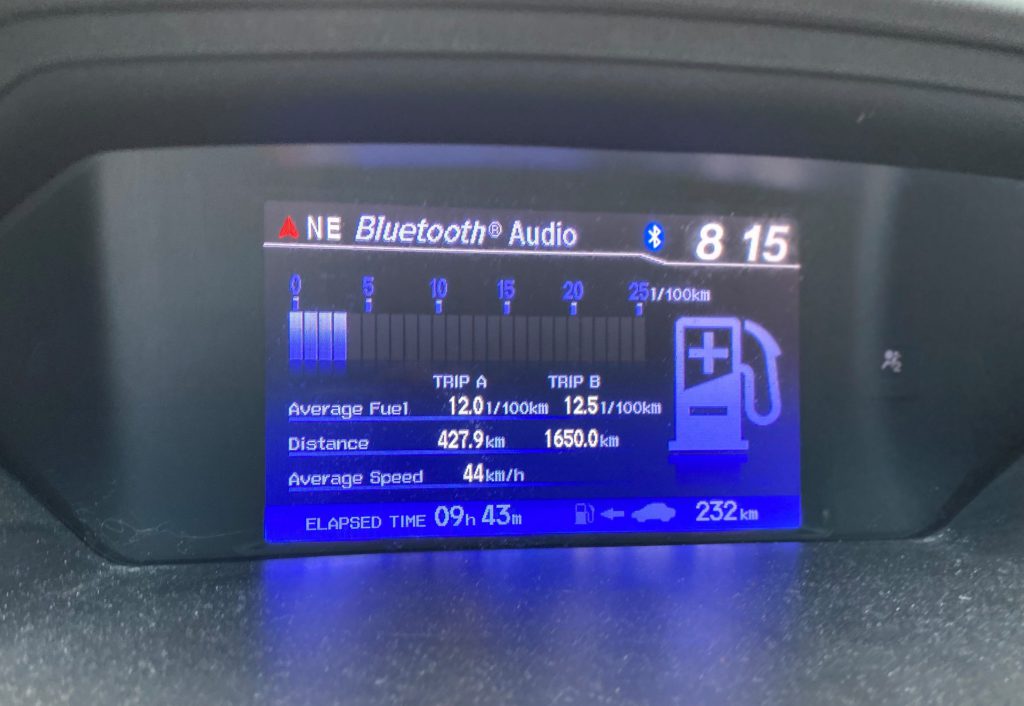 NE Bluetooth® Audio 8 15
0 5 10 15 20 25 l/100km
TRIP A TRIP B
Average Fuel 12.0 l/100km 12.5 l/100km
Distance 427.9 km 1650.0 km
Average Speed 44 km/h
ELAPSED TIME 09h 43m 232 km